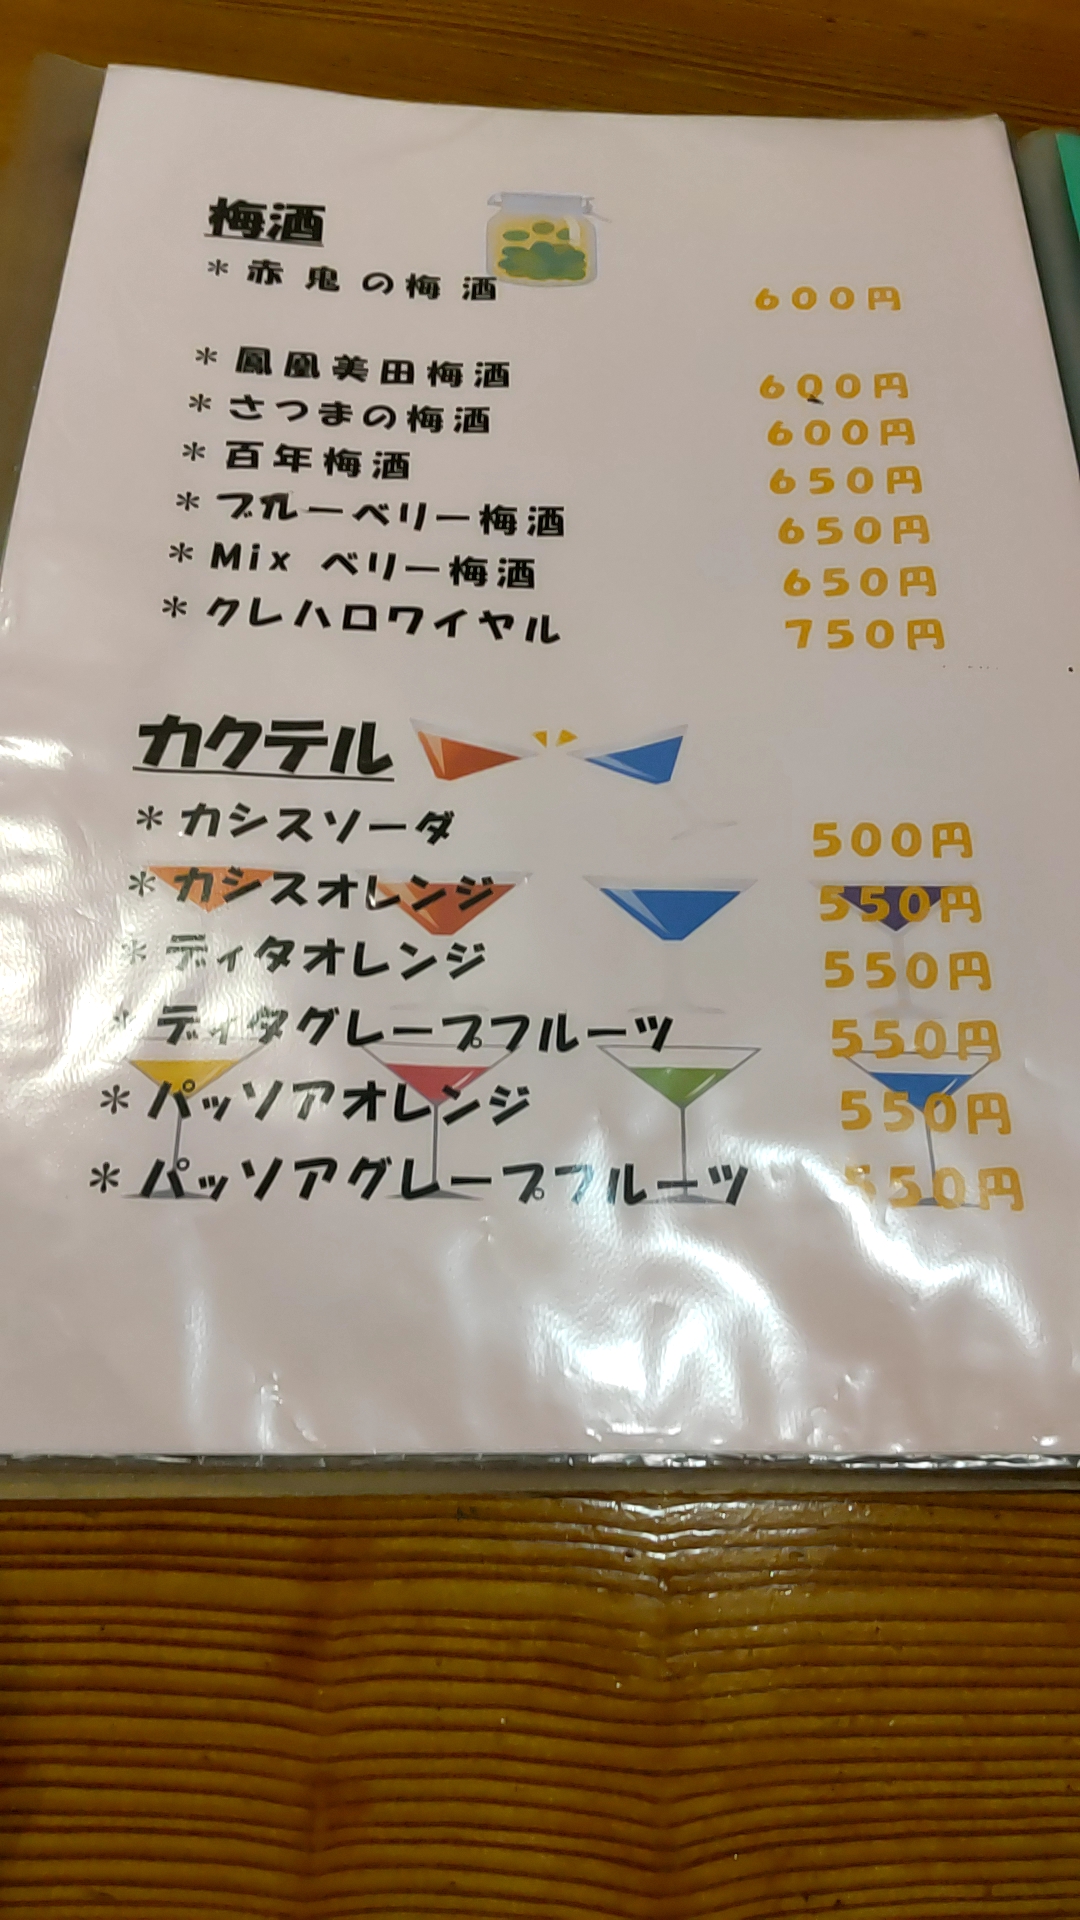 梅酒
＊赤鬼の梅酒 600円
＊鳳凰美田梅酒 600円
＊さつまの梅酒 600円
＊百年梅酒 650円
＊ブルーベリー梅酒 650円
＊Mix ベリー梅酒 650円
＊クレハロワイヤル 750円
カクテル
＊カシスソーダ 500円
＊カシスオレンジ 550円
＊ディタオレンジ 550円
＊ディタグレープフルーツ 550円
＊パッソアオレンジ 550円
＊パッソアグレープフルーツ 550円